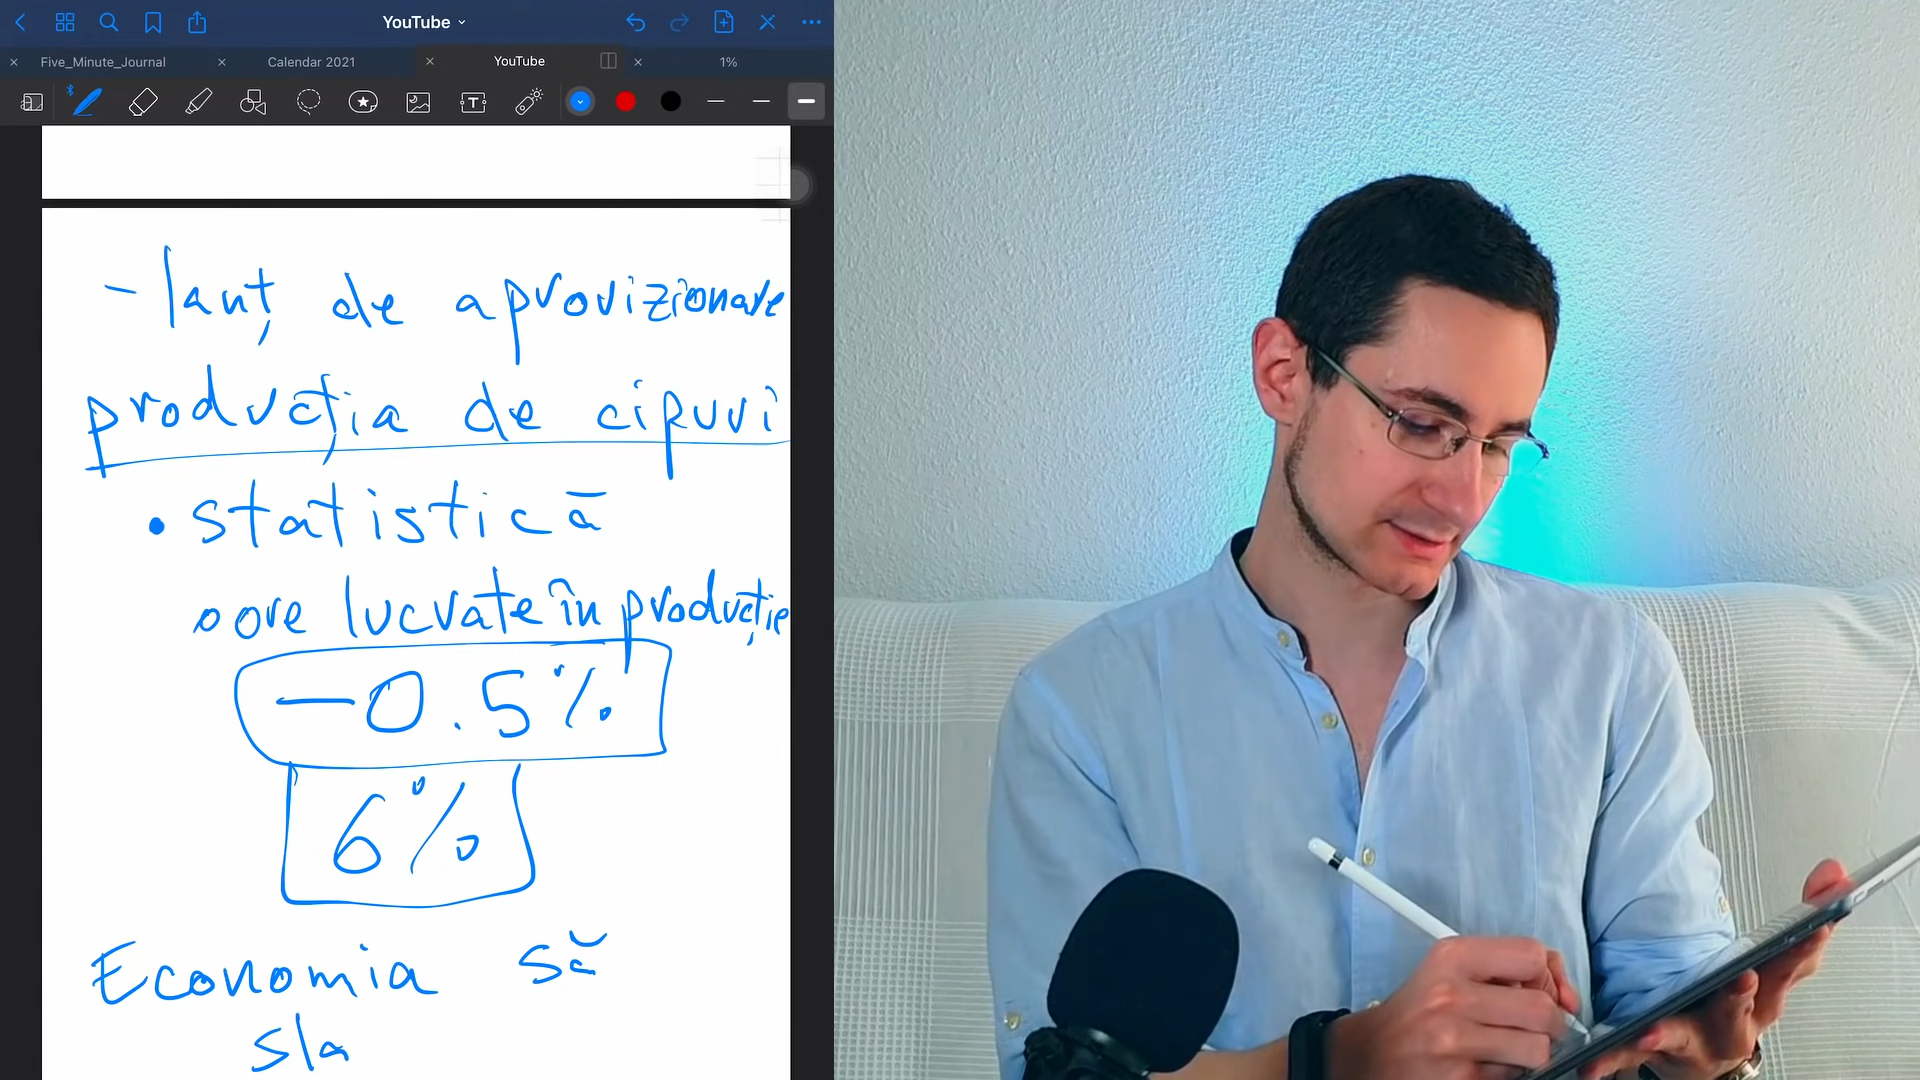 YouTube
Five_Minute_Journal
Calendar 2021
YouTube
1%
T
- lanț de aprovizionare
producția de cipuri
• statistică
o ore lucrate în producție
-0.5%
6%
Economia să
sla